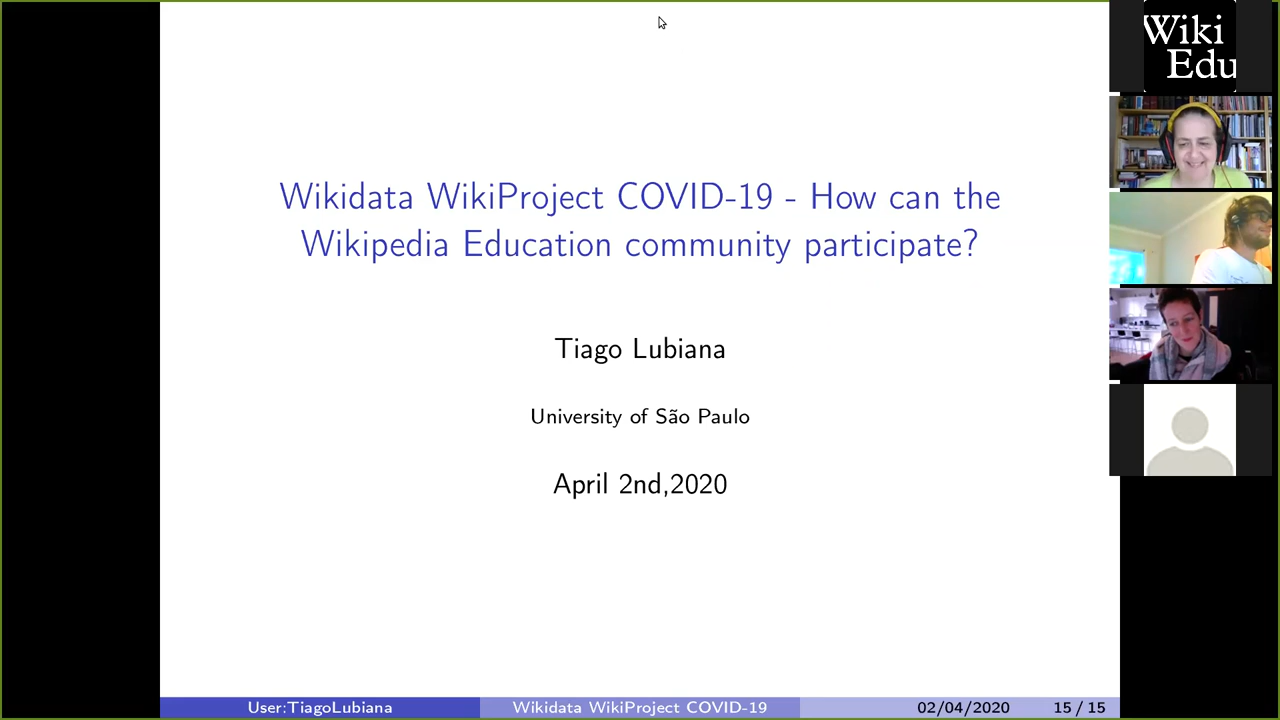 Wikidata WikiProject COVID-19 - How can the
Wikipedia Education community participate?
Tiago Lubiana
University of São Paulo
April 2nd,2020
User:TiagoLubiana
Wikidata WikiProject COVID-19
02/04/2020
15 / 15
Wiki
Edu